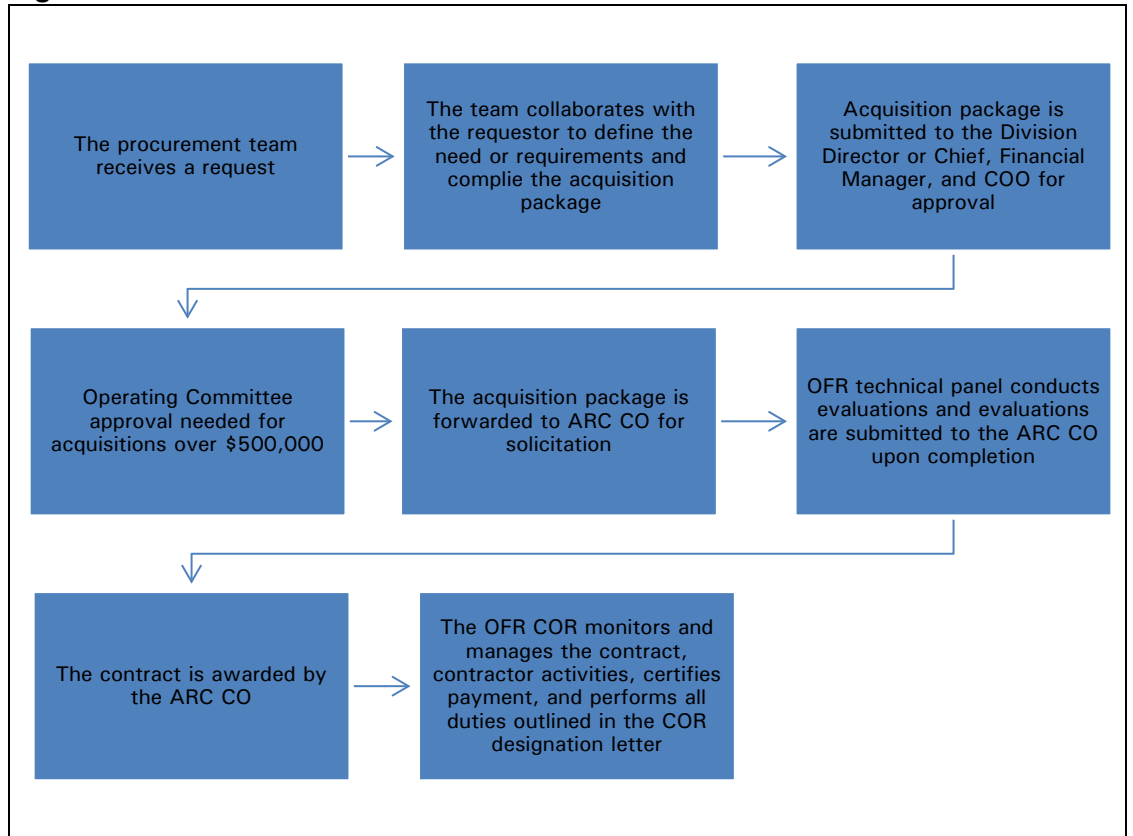 The procurement team
receives a request
The team collaborates with
the requestor to define the
need or requirements and
complie the acquisition
package
Acquisition package is
submitted to the Division
Director or Chief, Financial
Manager, and COO for
approval
Operating Committee
approval needed for
acquisitions over $500,000
The acquisition package is
forwarded to ARC CO for
solicitation
OFR technical panel conducts
evaluations and evaluations
are submitted to the ARC CO
upon completion
The contract is awarded by
the ARC CO
The OFR COR monitors and
manages the contract,
contractor activities, certifies
payment, and performs all
duties outlined in the COR
designation letter